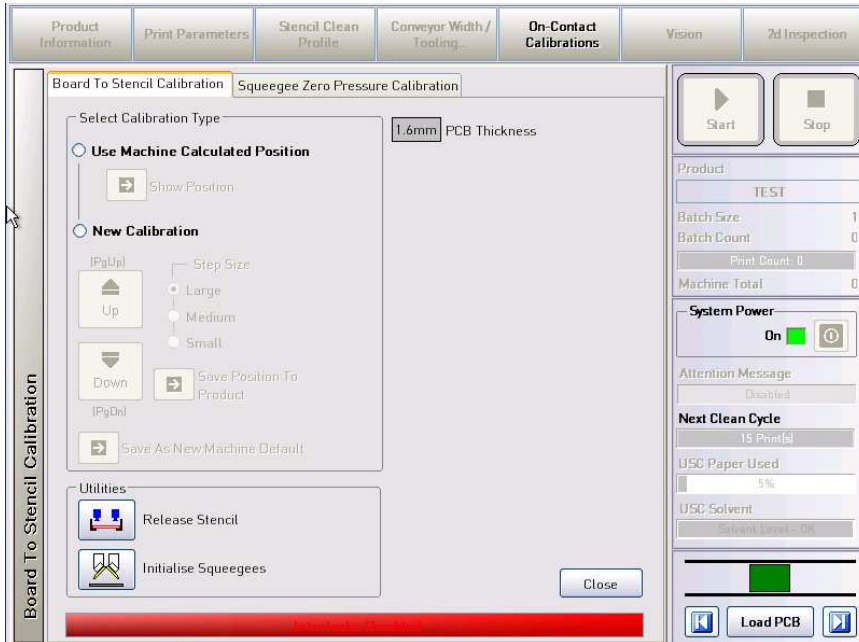 Product
Information
Print Parameters
Stencil Clean
Profile
Conveyor Width /
Tooling...
On-Contact
Calibrations
Vision
2d Inspection
Board To Stencil Calibration
Board To Stencil Calibration
Squeegee Zero Pressure Calibration
Select Calibration Type
Use Machine Calculated Position
Show Position
New Calibration
(PgUp)
Up
Step Size
Large
Medium
Small
Down
(PgDn)
Save Position To
Product
Save As New Machine Default
1.6mm PCB Thickness
Utilities
Release Stencil
Initialise Squeegees
Close
Start
Stop
Product
TEST
Batch Size 1
Batch Count 0
Print Count: 0
Machine Total 0
System Power
On
Attention Message
Disabled
Next Clean Cycle
15 Print(s)
USC Paper Used
5%
USC Solvent
Solvent Level - OK
Load PCB